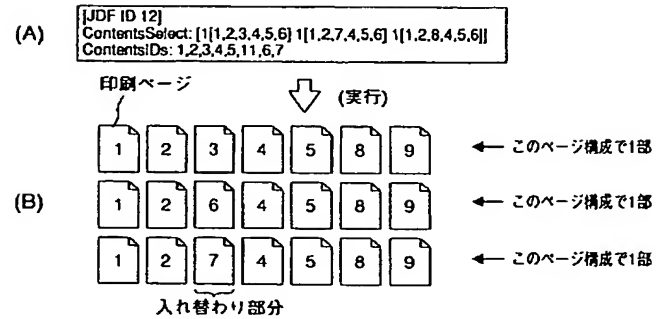 (A)
[JDF ID 12]
ContentsSelect: [1[1,2,3,4,5,6] 1[1,2,7,4,5,6] 1[1,2,8,4,5,6]]
ContentsIDs: 1,2,3,4,5,11,6,7
印刷ページ
(実行)
1 2 3 4 5 8 9 ← このページ構成で1部
(B)
1 2 6 4 5 8 9 ← このページ構成で1部
1 2 7 4 5 8 9 ← このページ構成で1部
入れ替わり部分